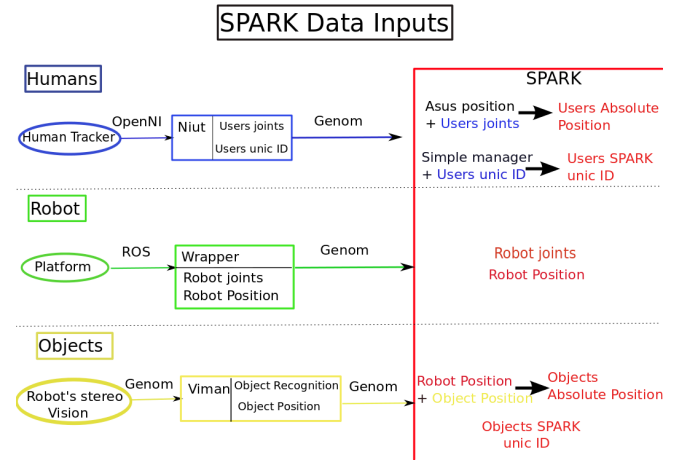 SPARK Data Inputs
Humans
SPARK
Human Tracker
OpenNI
Niut
Users joints
Users unic ID
Genom
Asus position
+ Users joints
Users Absolute
Position
Simple manager
+ Users unic ID
Users SPARK
unic ID
Robot
Platform
ROS
Wrapper
Robot joints
Robot Position
Genom
Robot joints
Robot Position
Objects
Robot's stereo
Vision
Genom
Viman
Object Recognition
Object Position
Genom
Robot Position
+ Object Position
Objects
Absolute Position
Objects SPARK
unic ID